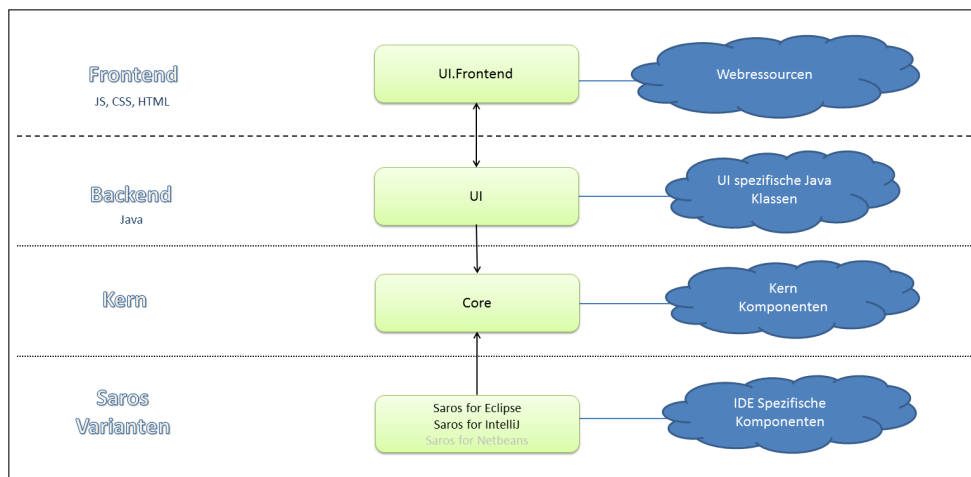 Frontend
JS, CSS, HTML
UI.Frontend
Webressourcen
Backend
Java
UI
UI spezifische Java
Klassen
Kern
Core
Kern
Komponenten
Saros
Varianten
Saros for Eclipse
Saros for IntelliJ
Saros for Netbeans
IDE Spezifische
Komponenten